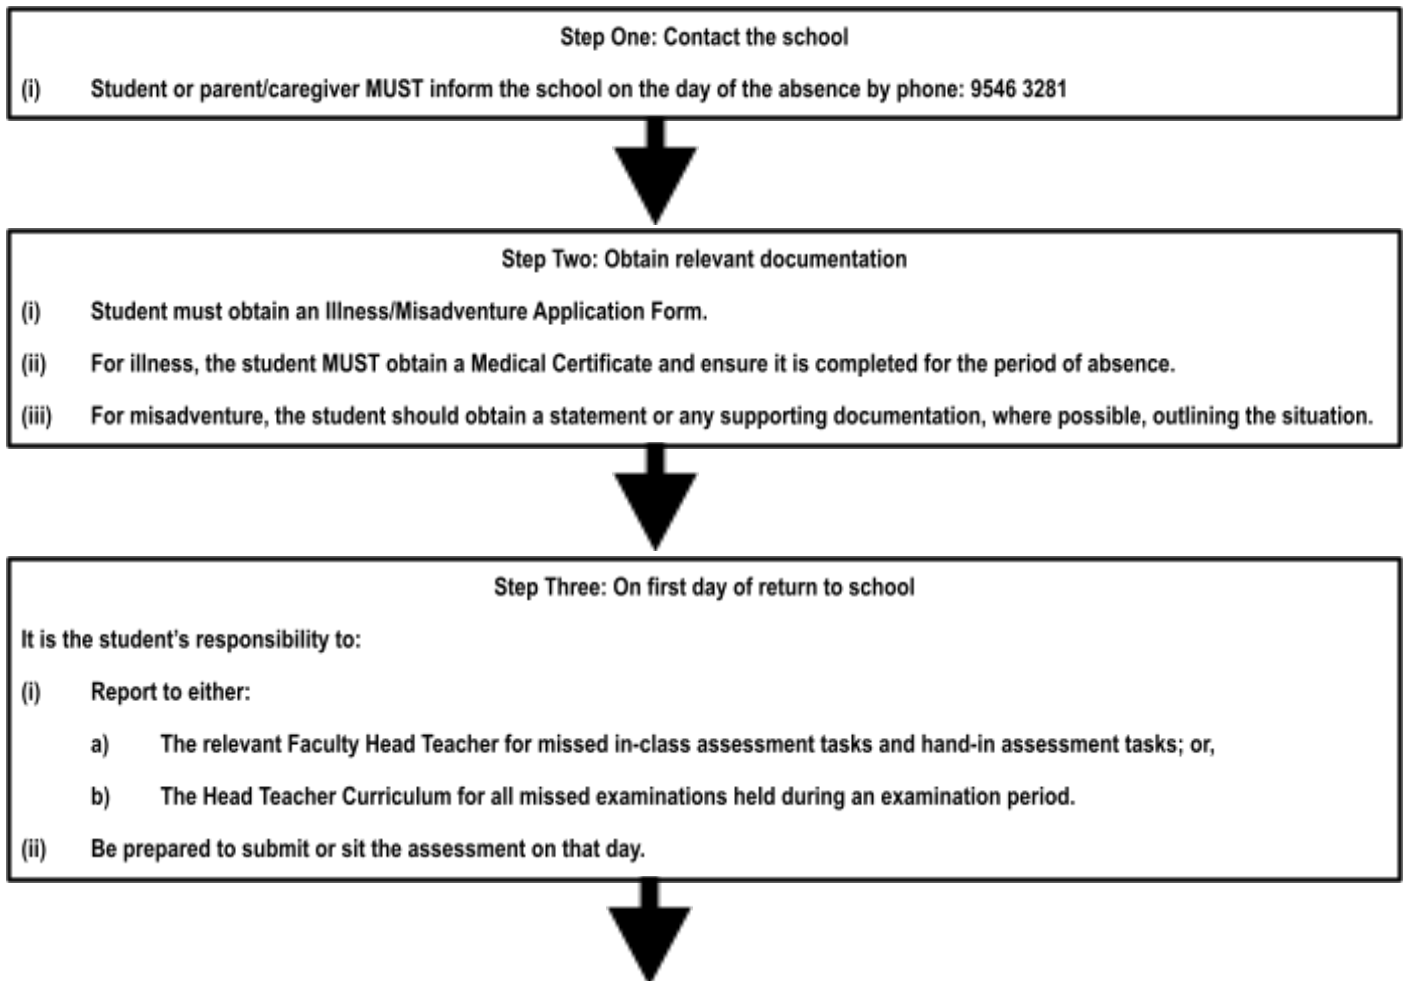 Step One: Contact the school
(i) Student or parent/caregiver MUST inform the school on the day of the absence by phone: 9546 3281
Step Two: Obtain relevant documentation
(i) Student must obtain an Illness/Misadventure Application Form.
(ii) For illness, the student MUST obtain a Medical Certificate and ensure it is completed for the period of absence.
(iii) For misadventure, the student should obtain a statement or any supporting documentation, where possible, outlining the situation.
Step Three: On first day of return to school
It is the student's responsibility to:
(i) Report to either:
a) The relevant Faculty Head Teacher for missed in-class assessment tasks and hand-in assessment tasks; or,
b) The Head Teacher Curriculum for all missed examinations held during an examination period.
(ii) Be prepared to submit or sit the assessment on that day.